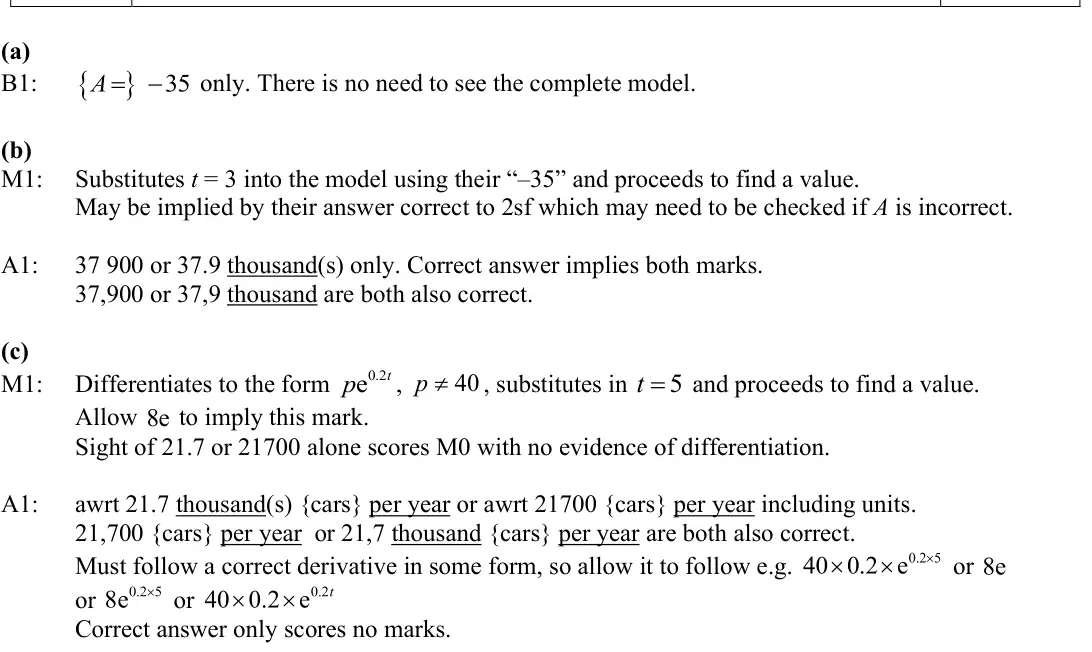 (a)
B1: {A =} −35 only. There is no need to see the complete model.
(b)
M1: Substitutes t = 3 into the model using their “–35” and proceeds to find a value.
May be implied by their answer correct to 2sf which may need to be checked if A is incorrect.
A1: 37 900 or 37.9 thousand(s) only. Correct answer implies both marks.
37,900 or 37,9 thousand are both also correct.
(c)
M1: Differentiates to the form pe^{0.2t}, p ≠ 40, substitutes in t = 5 and proceeds to find a value.
Allow 8e to imply this mark.
Sight of 21.7 or 21700 alone scores M0 with no evidence of differentiation.
A1: awrt 21.7 thousand(s) {cars} per year or awrt 21700 {cars} per year including units.
21,700 {cars} per year or 21,7 thousand {cars} per year are both also correct.
Must follow a correct derivative in some form, so allow it to follow e.g. 40×0.2×e^{0.2×5} or 8e
or 8e^{0.2×5} or 40×0.2×e^{0.2t}
Correct answer only scores no marks.